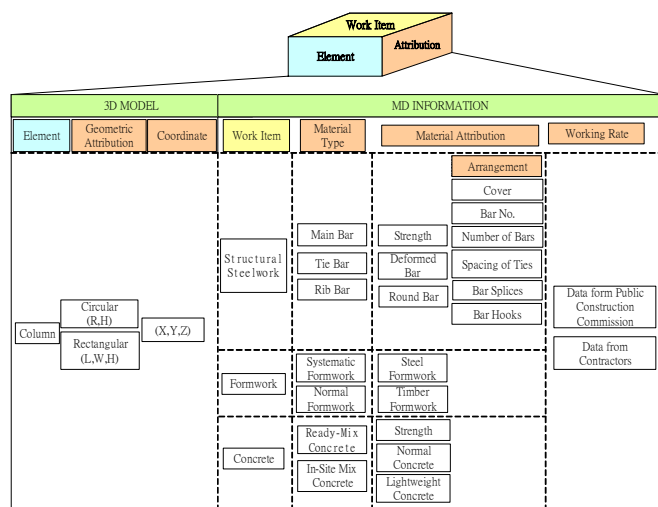 Work Item
Element
Attribution
3D MODEL
MD INFORMATION
Element
Geometric
Attribution
Coordinate
Work Item
Material
Type
Material Attribution
Working Rate
Arrangement
Cover
Bar No.
Number of Bars
Spacing of Ties
Bar Splices
Bar Hooks
Structural
Steelwork
Main Bar
Tie Bar
Rib Bar
Strength
Deformed
Bar
Round Bar
Column
Circular
(R,H)
Rectangular
(L,W,H)
(X,Y,Z)
Data form Public
Construction
Commission
Data from
Contractors
Formwork
Systematic
Formwork
Normal
Formwork
Steel
Formwork
Timber
Formwork
Concrete
Ready-Mix
Concrete
In-Site Mix
Concrete
Strength
Normal
Concrete
Lightweight
Concrete